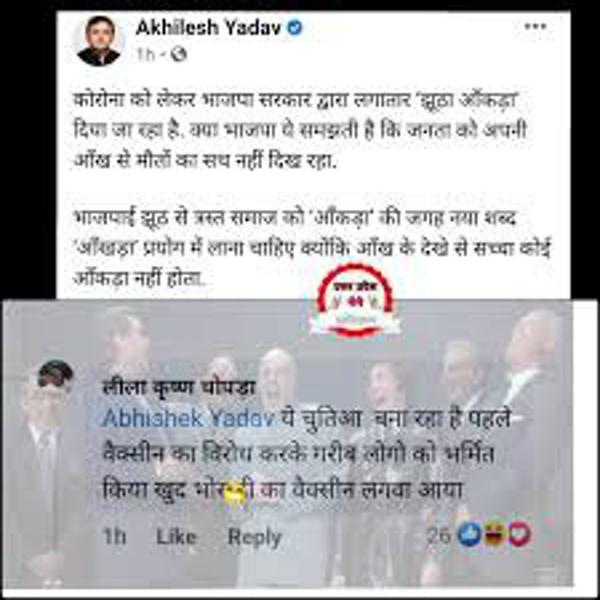 Akhilesh Yadav
1h
कोरोना को लेकर भाजपा सरकार द्वारा लगातार 'झूठा आँकड़ा'
दिया जा रहा है. क्या भाजपा ये समझती है कि जनता को अपनी
आँख से मौतों का सच नहीं दिख रहा.
भाजपाई झूठ से त्रस्त समाज को 'आँकड़ा' की जगह नया शब्द
'आँखड़ा' प्रयोग में लाना चाहिए क्योंकि आँख के देखे से सच्चा कोई
आँकड़ा नहीं होता.
लीला कृष्ण चोपडा
Abhishek Yadav ये चुतिआ बना रहा है पहले
वैक्सीन का विरोध करके गरीब लोगो को भर्मित
किया खुद भोर ी का वैक्सीन लगवा आया
1h Like Reply 26